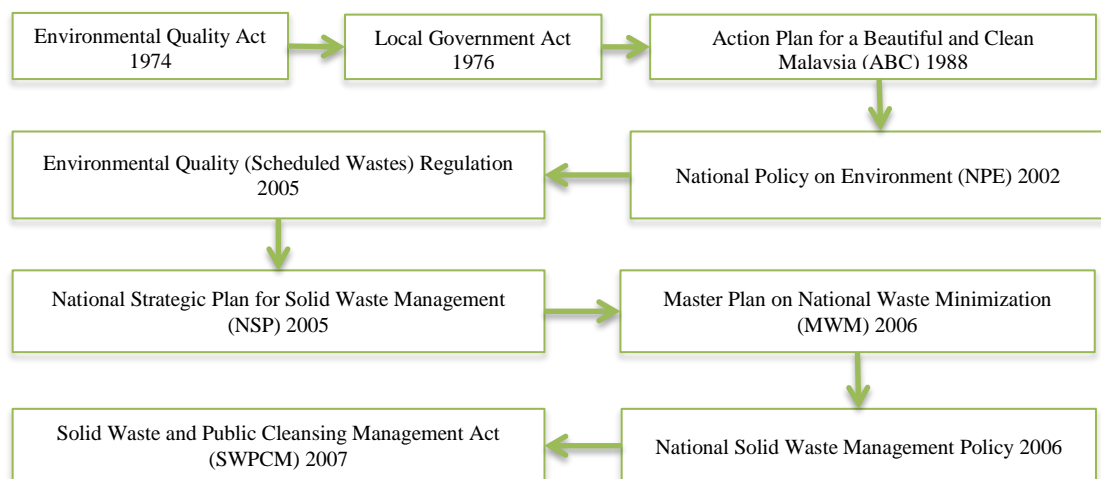 Environmental Quality Act
1974
Local Government Act
1976
Action Plan for a Beautiful and Clean
Malaysia (ABC) 1988
National Policy on Environment (NPE) 2002
Environmental Quality (Scheduled Wastes) Regulation
2005
National Strategic Plan for Solid Waste Management
(NSP) 2005
Master Plan on National Waste Minimization
(MWM) 2006
National Solid Waste Management Policy 2006
Solid Waste and Public Cleansing Management Act
(SWPCM) 2007